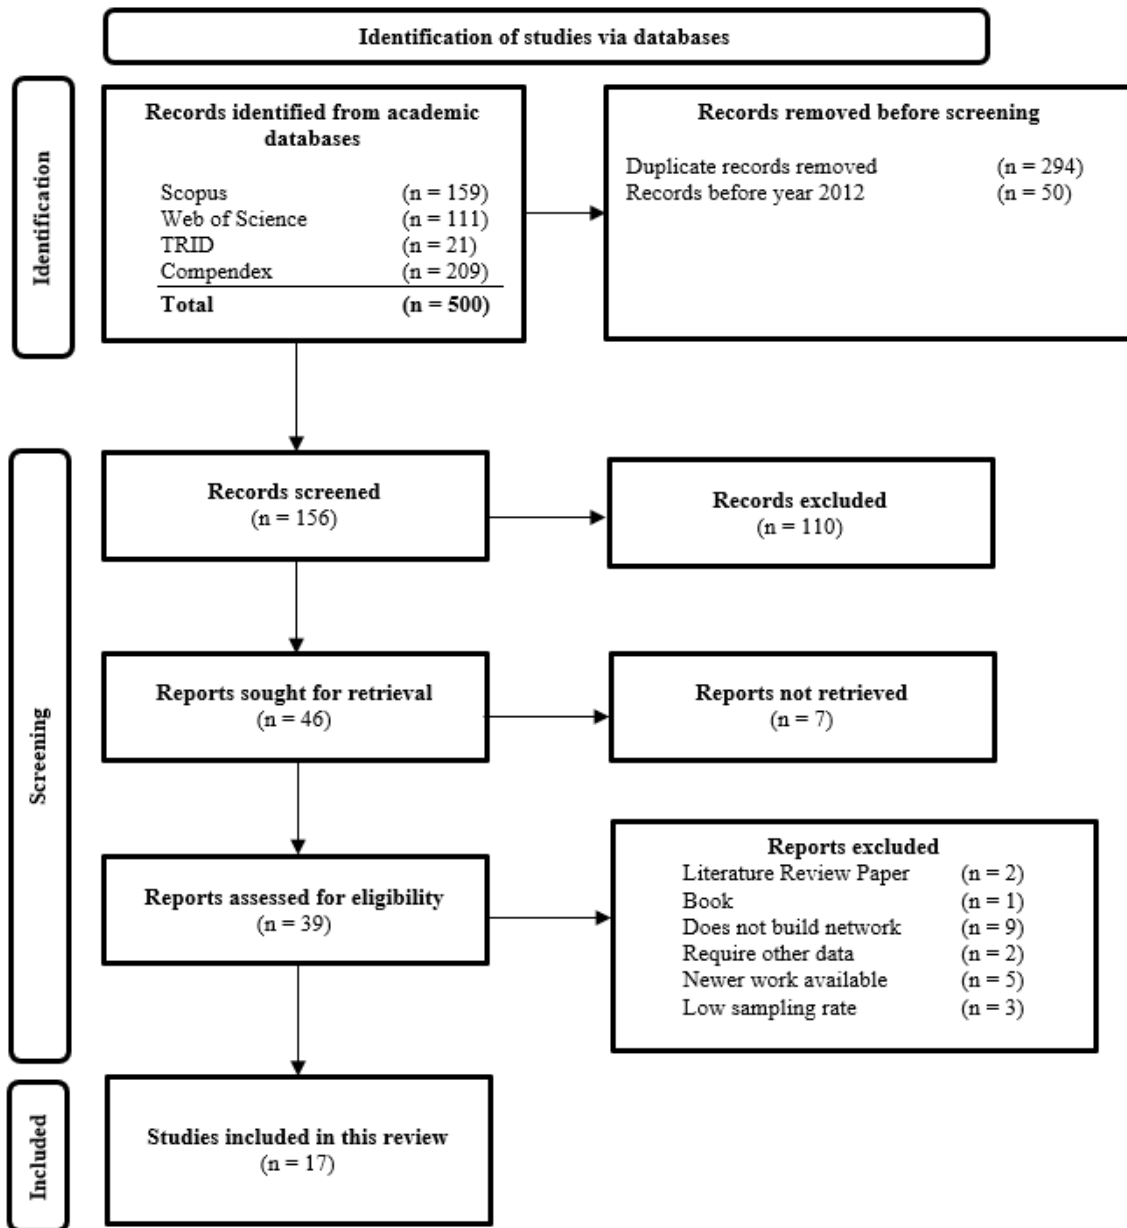 Identification of studies via databases
Identification
Records identified from academic
databases
Scopus (n = 159)
Web of Science (n = 111)
TRID (n = 21)
Compendex (n = 209)
Total (n = 500)
Records removed before screening
Duplicate records removed (n = 294)
Records before year 2012 (n = 50)
Screening
Records screened
(n = 156)
Records excluded
(n = 110)
Reports sought for retrieval
(n = 46)
Reports not retrieved
(n = 7)
Reports assessed for eligibility
(n = 39)
Reports excluded
Literature Review Paper (n = 2)
Book (n = 1)
Does not build network (n = 9)
Require other data (n = 2)
Newer work available (n = 5)
Low sampling rate (n = 3)
Included
Studies included in this review
(n = 17)